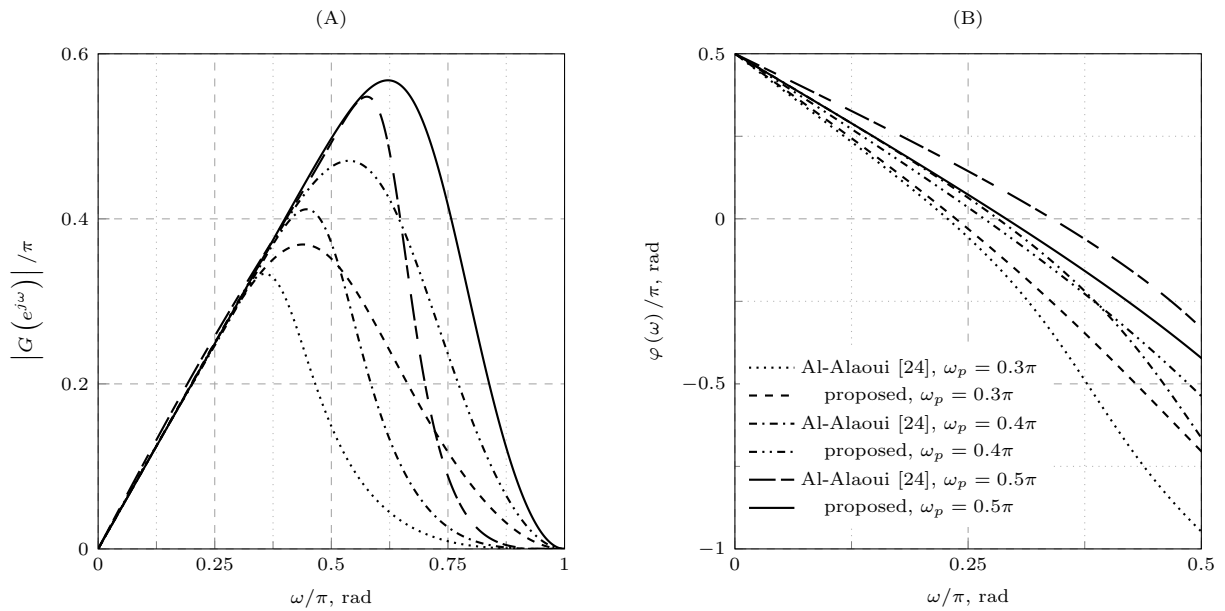 (A)
0.6
0.4
0.2
0
0
0.25
0.5
0.75
1
ω/π, rad
|G (e^{jω})| /π
(B)
0.5
0
−0.5
−1
0
0.25
0.5
ω/π, rad
φ (ω) /π, rad
Al-Alaoui [24], ω_p = 0.3π
proposed, ω_p = 0.3π
Al-Alaoui [24], ω_p = 0.4π
proposed, ω_p = 0.4π
Al-Alaoui [24], ω_p = 0.5π
proposed, ω_p = 0.5π